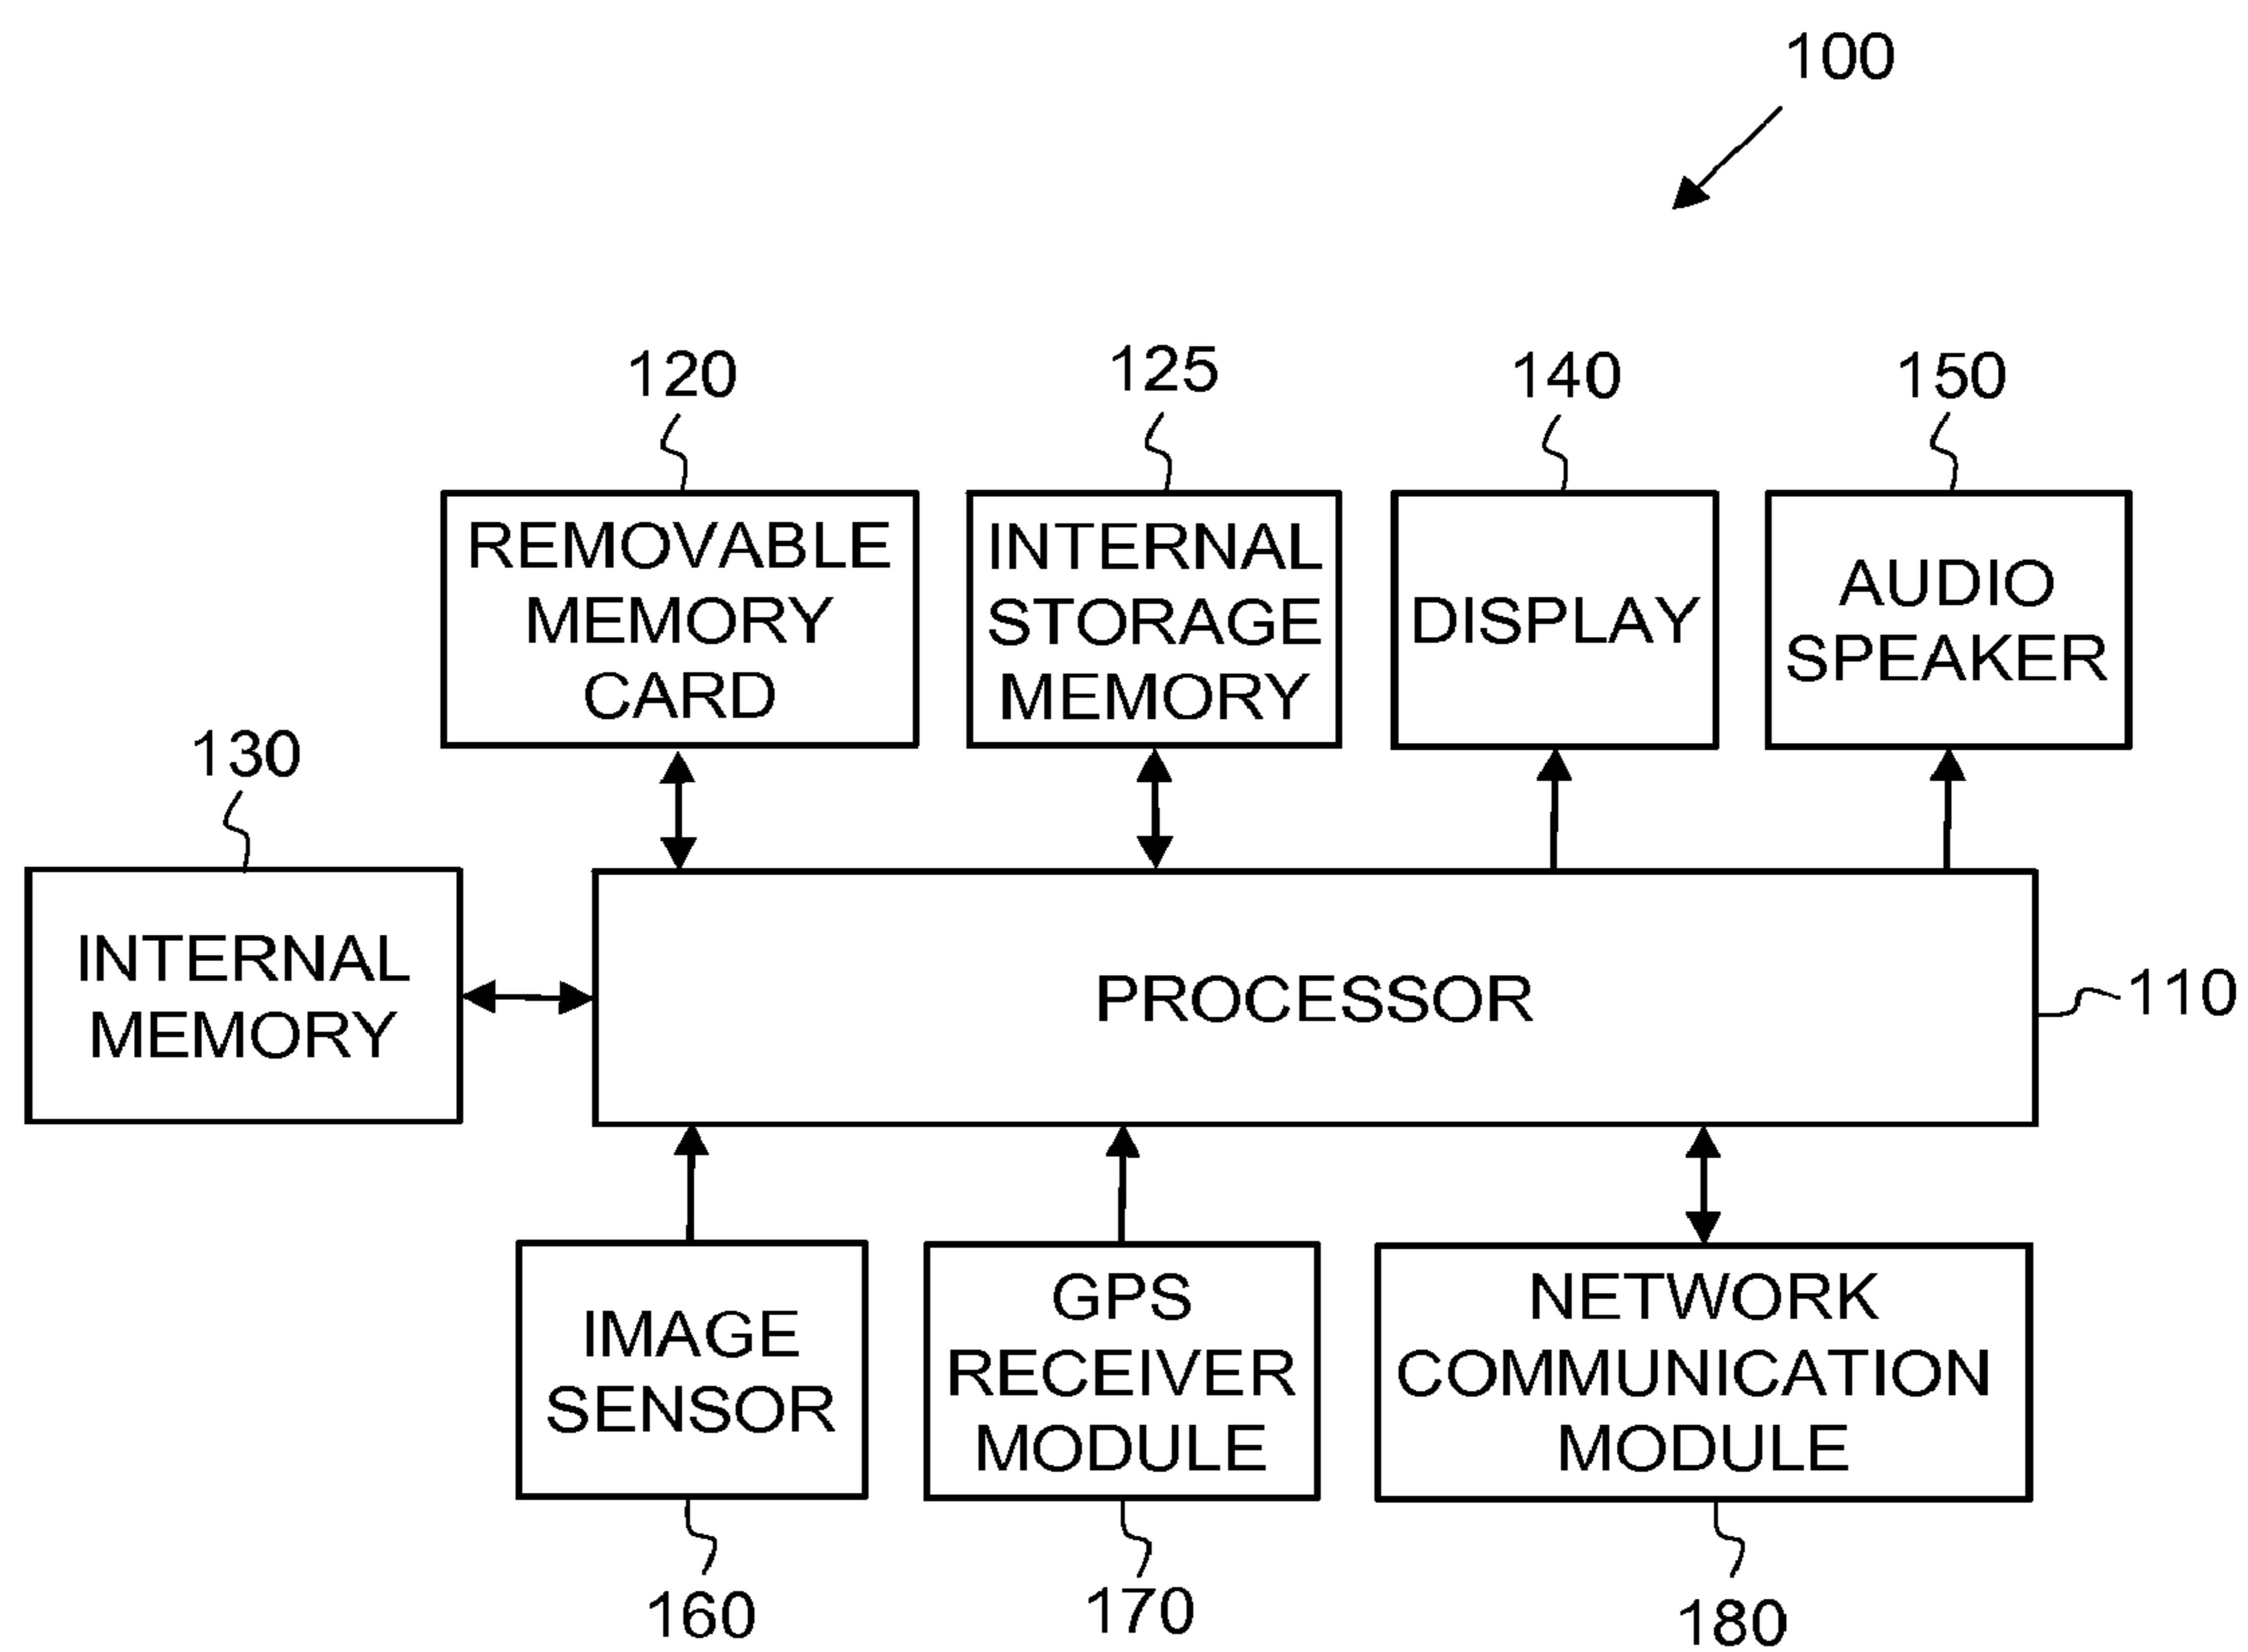 100
120
125
140
150
REMOVABLE
MEMORY
CARD
INTERNAL
STORAGE
MEMORY
DISPLAY
AUDIO
SPEAKER
130
INTERNAL
MEMORY
PROCESSOR
110
IMAGE
SENSOR
GPS
RECEIVER
MODULE
NETWORK
COMMUNICATION
MODULE
160
170
180